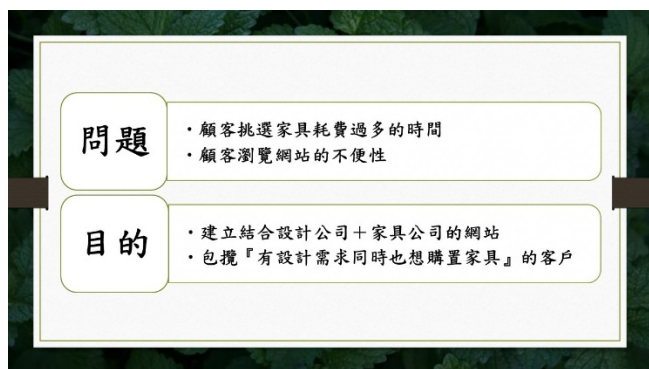 問題
・顧客挑選家具耗費過多的時間
・顧客瀏覽網站的不便性
目的
・建立結合設計公司＋家具公司的網站
・包攬『有設計需求同時也想購置家具』的客戶